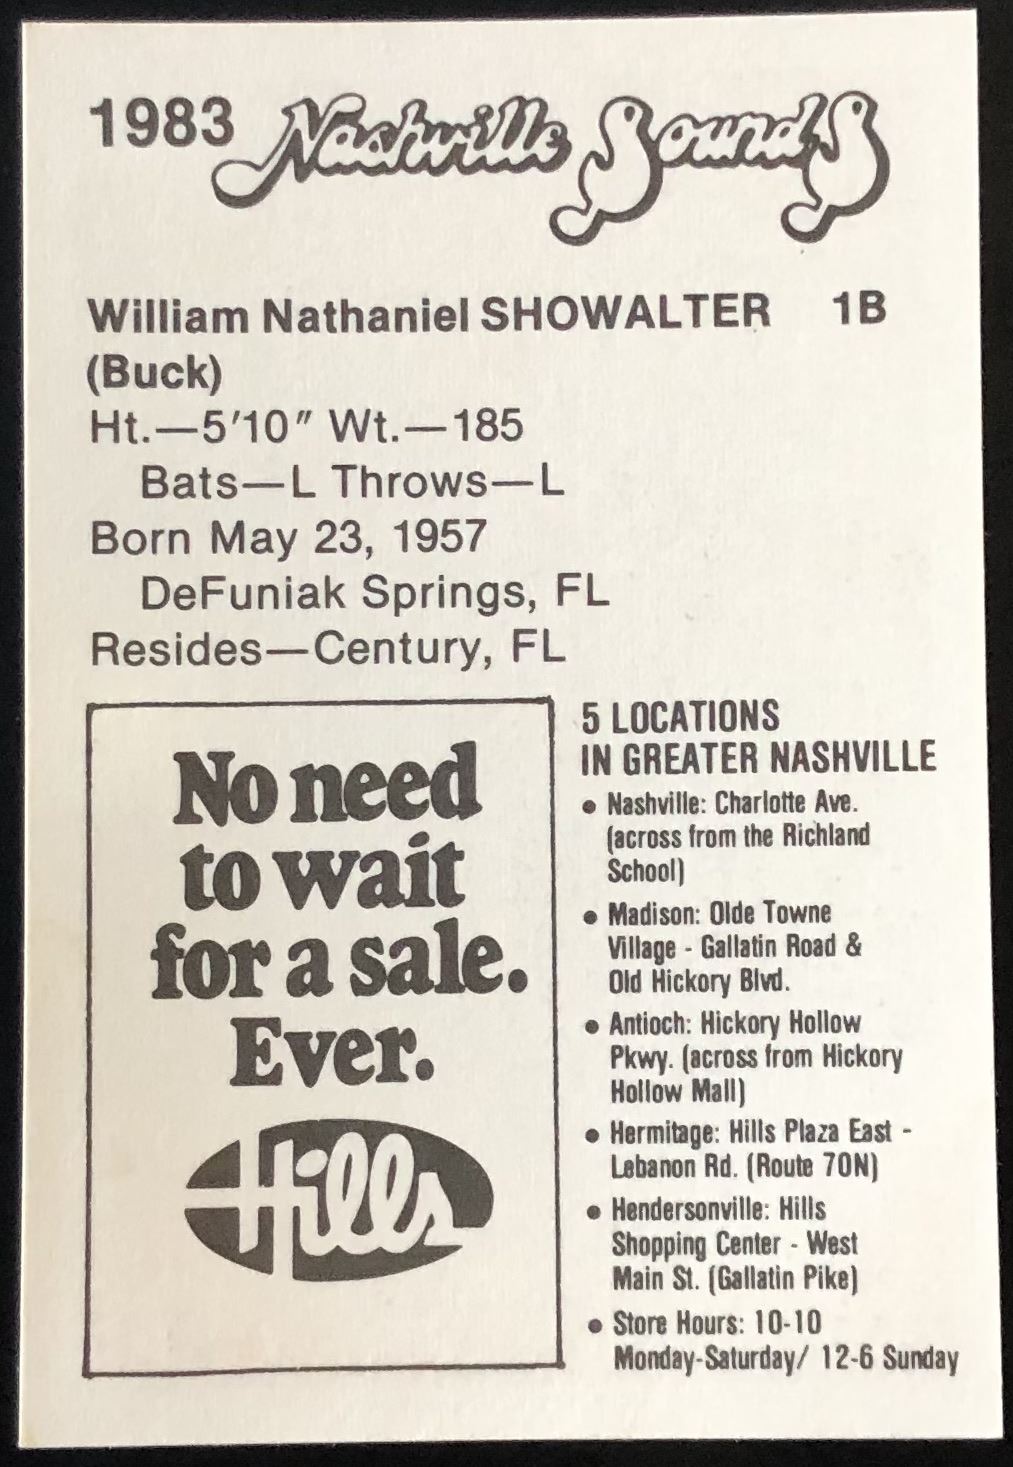 1983 Nashville Sounds
William Nathaniel SHOWALTER 1B
(Buck)
Ht.—5'10" Wt.—185
Bats—L Throws—L
Born May 23, 1957
DeFuniak Springs, FL
Resides—Century, FL
No need
to wait
for a sale.
Ever.
Hills
5 LOCATIONS
IN GREATER NASHVILLE
• Nashville: Charlotte Ave.
(across from the Richland
School)
• Madison: Olde Towne
Village - Gallatin Road &
Old Hickory Blvd.
• Antioch: Hickory Hollow
Pkwy. (across from Hickory
Hollow Mall)
• Hermitage: Hills Plaza East -
Lebanon Rd. (Route 70N)
• Hendersonville: Hills
Shopping Center - West
Main St. (Gallatin Pike)
• Store Hours: 10-10
Monday-Saturday/ 12-6 Sunday